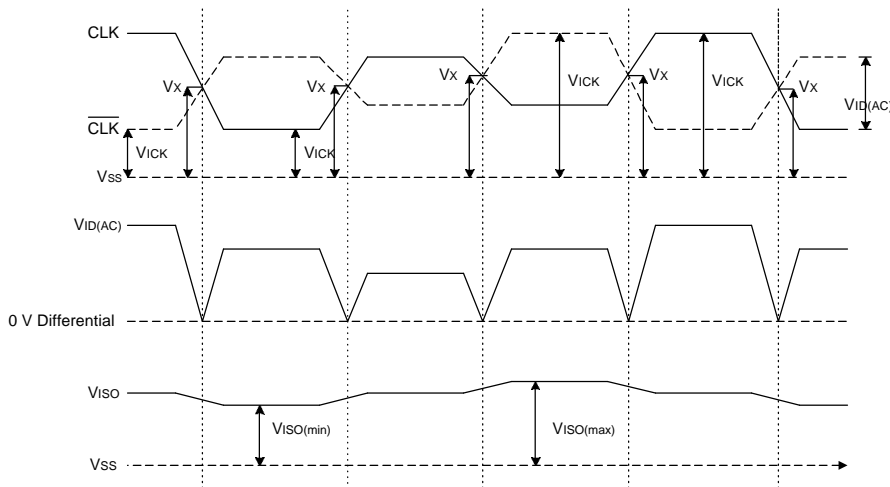 CLK
Vx
Vx
Vx
VICK
Vx
VICK
Vx
VID(AC)
CLK
VICK
VICK
Vss
VID(AC)
0 V Differential
VISO
VISO(min)
VISO(max)
Vss